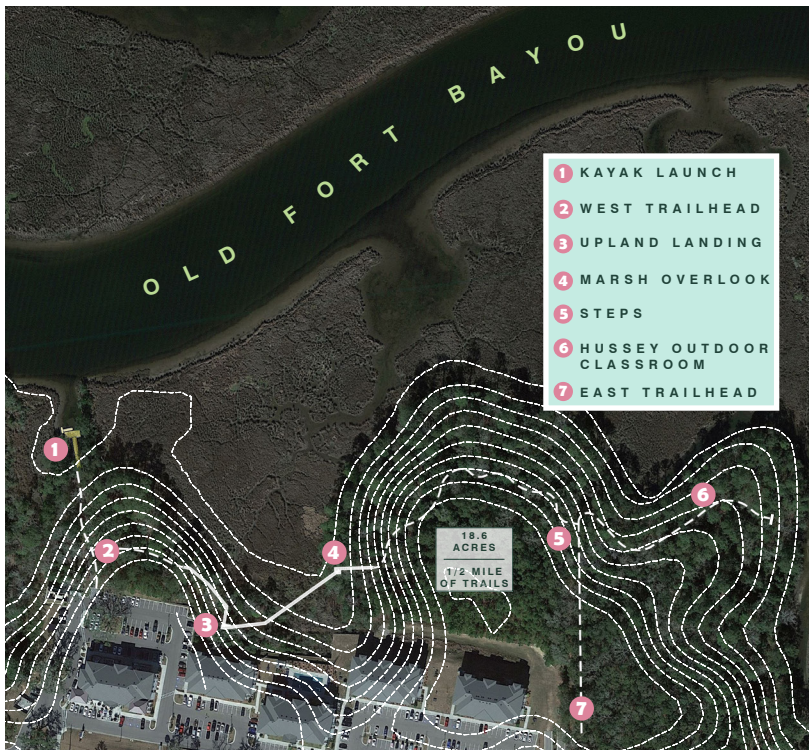 OLD FORT BAYOU
1 KAYAK LAUNCH
2 WEST TRAILHEAD
3 UPLAND LANDING
4 MARSH OVERLOOK
5 STEPS
6 HUSSEY OUTDOOR
CLASSROOM
7 EAST TRAILHEAD
1
2
3
4
5
6
7
18.6
ACRES
1/2 MILE
OF TRAILS